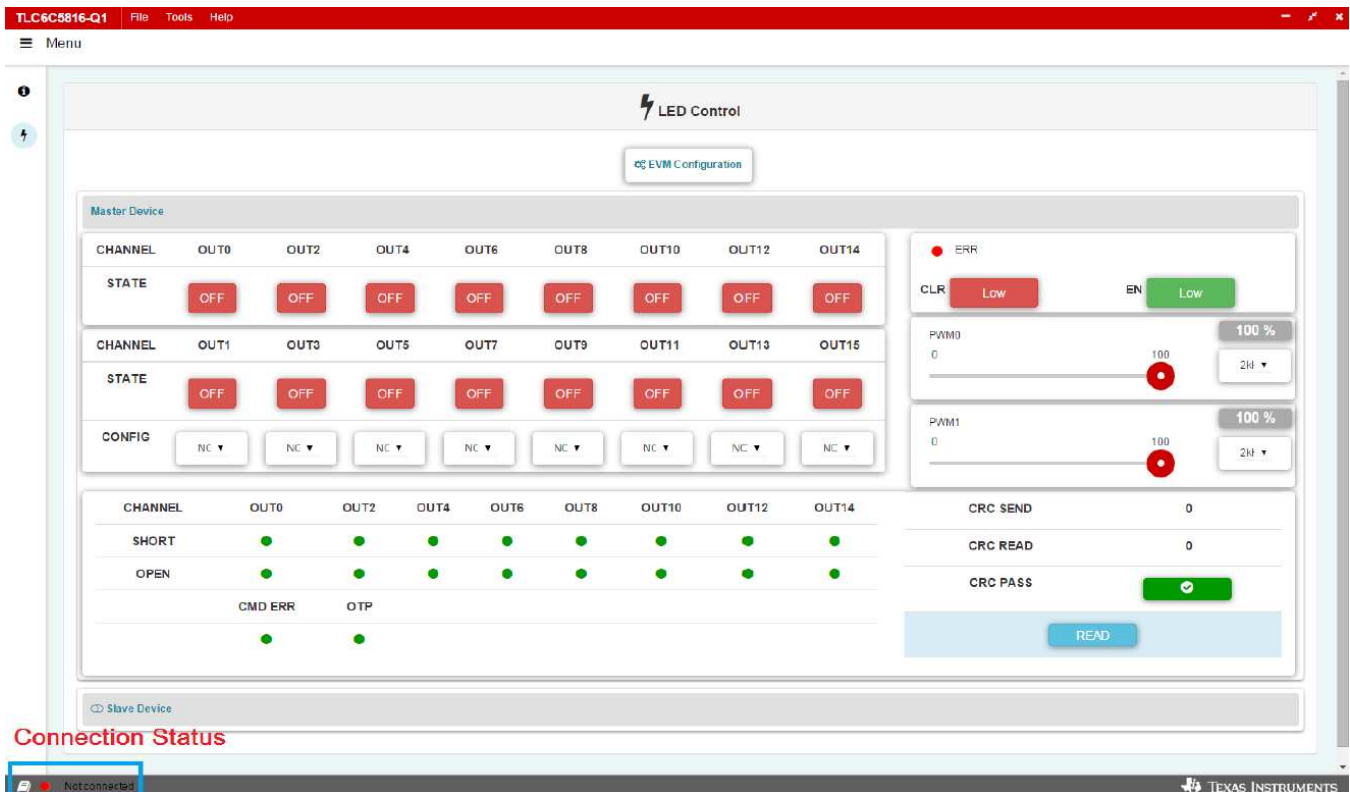 TLC6C5816-Q1 File Tools Help
Menu
LED Control
EVM Configuration
Master Device
CHANNEL OUT0 OUT2 OUT4 OUT6 OUT8 OUT10 OUT12 OUT14
STATE OFF OFF OFF OFF OFF OFF OFF OFF
CHANNEL OUT1 OUT3 OUT5 OUT7 OUT9 OUT11 OUT13 OUT15
STATE OFF OFF OFF OFF OFF OFF OFF OFF
CONFIG NC NC NC NC NC NC NC NC
ERR
CLR Low EN Low
PWM0 100 %
0 100 2kH
PWM1 100 %
0 100 2kH
CHANNEL OUT0 OUT2 OUT4 OUT6 OUT8 OUT10 OUT12 OUT14
SHORT
OPEN
CMD ERR OTP
CRC SEND 0
CRC READ 0
CRC PASS
READ
Slave Device
Connection Status
Not connected
TEXAS INSTRUMENTS